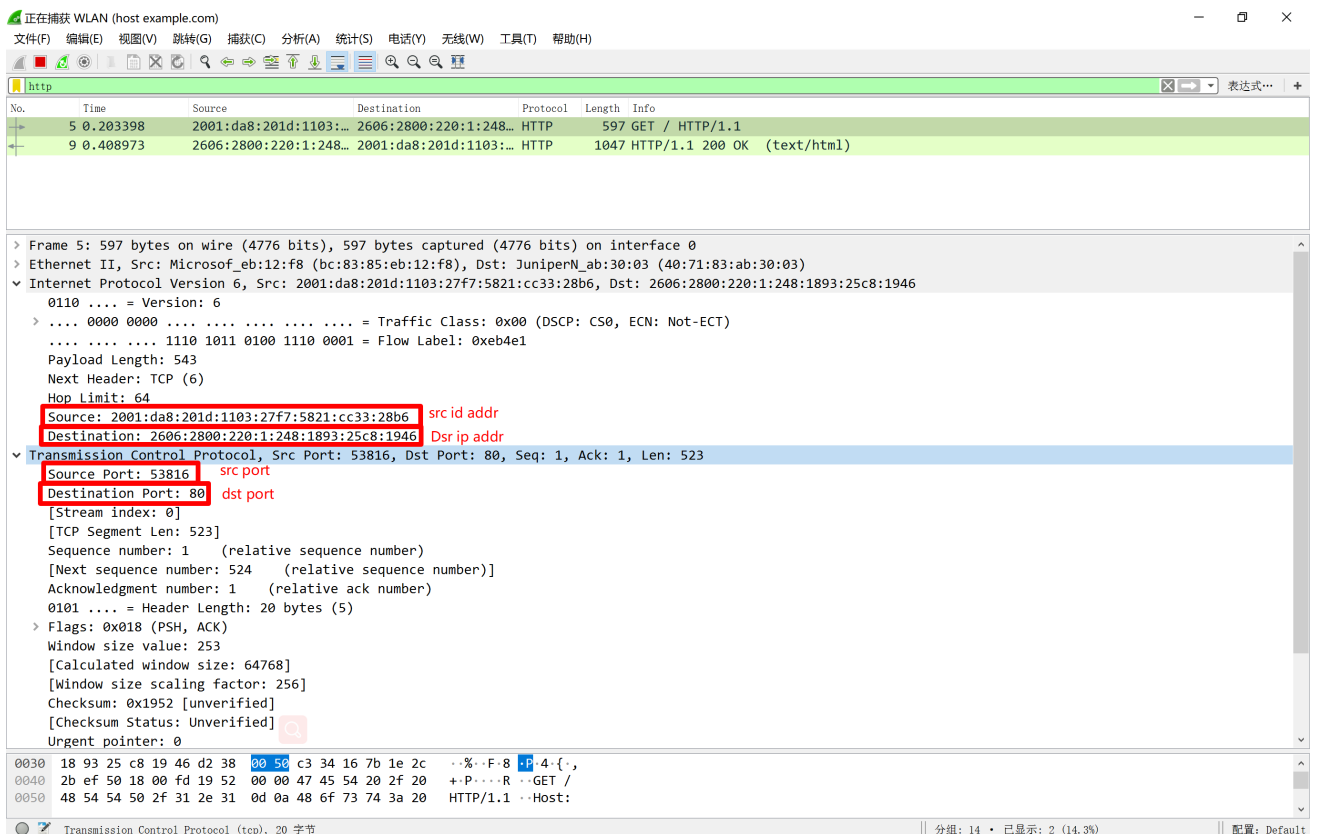 正在捕获 WLAN (host example.com)
文件(F) 编辑(E) 视图(V) 跳转(G) 捕获(C) 分析(A) 统计(S) 电话(Y) 无线(W) 工具(T) 帮助(H)
http 表达式… +
No. Time Source Destination Protocol Length Info
5 0.203398 2001:da8:201d:1103:… 2606:2800:220:1:248… HTTP 597 GET / HTTP/1.1
9 0.408973 2606:2800:220:1:248… 2001:da8:201d:1103:… HTTP 1047 HTTP/1.1 200 OK (text/html)
Frame 5: 597 bytes on wire (4776 bits), 597 bytes captured (4776 bits) on interface 0
Ethernet II, Src: Microsof_eb:12:f8 (bc:83:85:eb:12:f8), Dst: JuniperN_ab:30:03 (40:71:83:ab:30:03)
Internet Protocol Version 6, Src: 2001:da8:201d:1103:27f7:5821:cc33:28b6, Dst: 2606:2800:220:1:248:1893:25c8:1946
0110 .... = Version: 6
.... 0000 0000 .... .... .... .... .... = Traffic Class: 0x00 (DSCP: CS0, ECN: Not-ECT)
.... .... .... 1110 1011 0100 1110 0001 = Flow Label: 0xeb4e1
Payload Length: 543
Next Header: TCP (6)
Hop Limit: 64
Source: 2001:da8:201d:1103:27f7:5821:cc33:28b6 src id addr
Destination: 2606:2800:220:1:248:1893:25c8:1946 Dsr ip addr
Transmission Control Protocol, Src Port: 53816, Dst Port: 80, Seq: 1, Ack: 1, Len: 523
Source Port: 53816 src port
Destination Port: 80 dst port
[Stream index: 0]
[TCP Segment Len: 523]
Sequence number: 1 (relative sequence number)
[Next sequence number: 524 (relative sequence number)]
Acknowledgment number: 1 (relative ack number)
0101 .... = Header Length: 20 bytes (5)
Flags: 0x018 (PSH, ACK)
Window size value: 253
[Calculated window size: 64768]
[Window size scaling factor: 256]
Checksum: 0x1952 [unverified]
[Checksum Status: Unverified]
Urgent pointer: 0
0030 18 93 25 c8 19 46 d2 38 00 50 c3 34 16 7b 1e 2c ··%··F·8 ·P·4·{·,
0040 2b ef 50 18 00 fd 19 52 00 00 47 45 54 20 2f 20 +·P····R ··GET /
0050 48 54 54 50 2f 31 2e 31 0d 0a 48 6f 73 74 3a 20 HTTP/1.1 ··Host:
Transmission Control Protocol (tcp), 20 字节 分组: 14 · 已显示: 2 (14.3%) 配置: Default